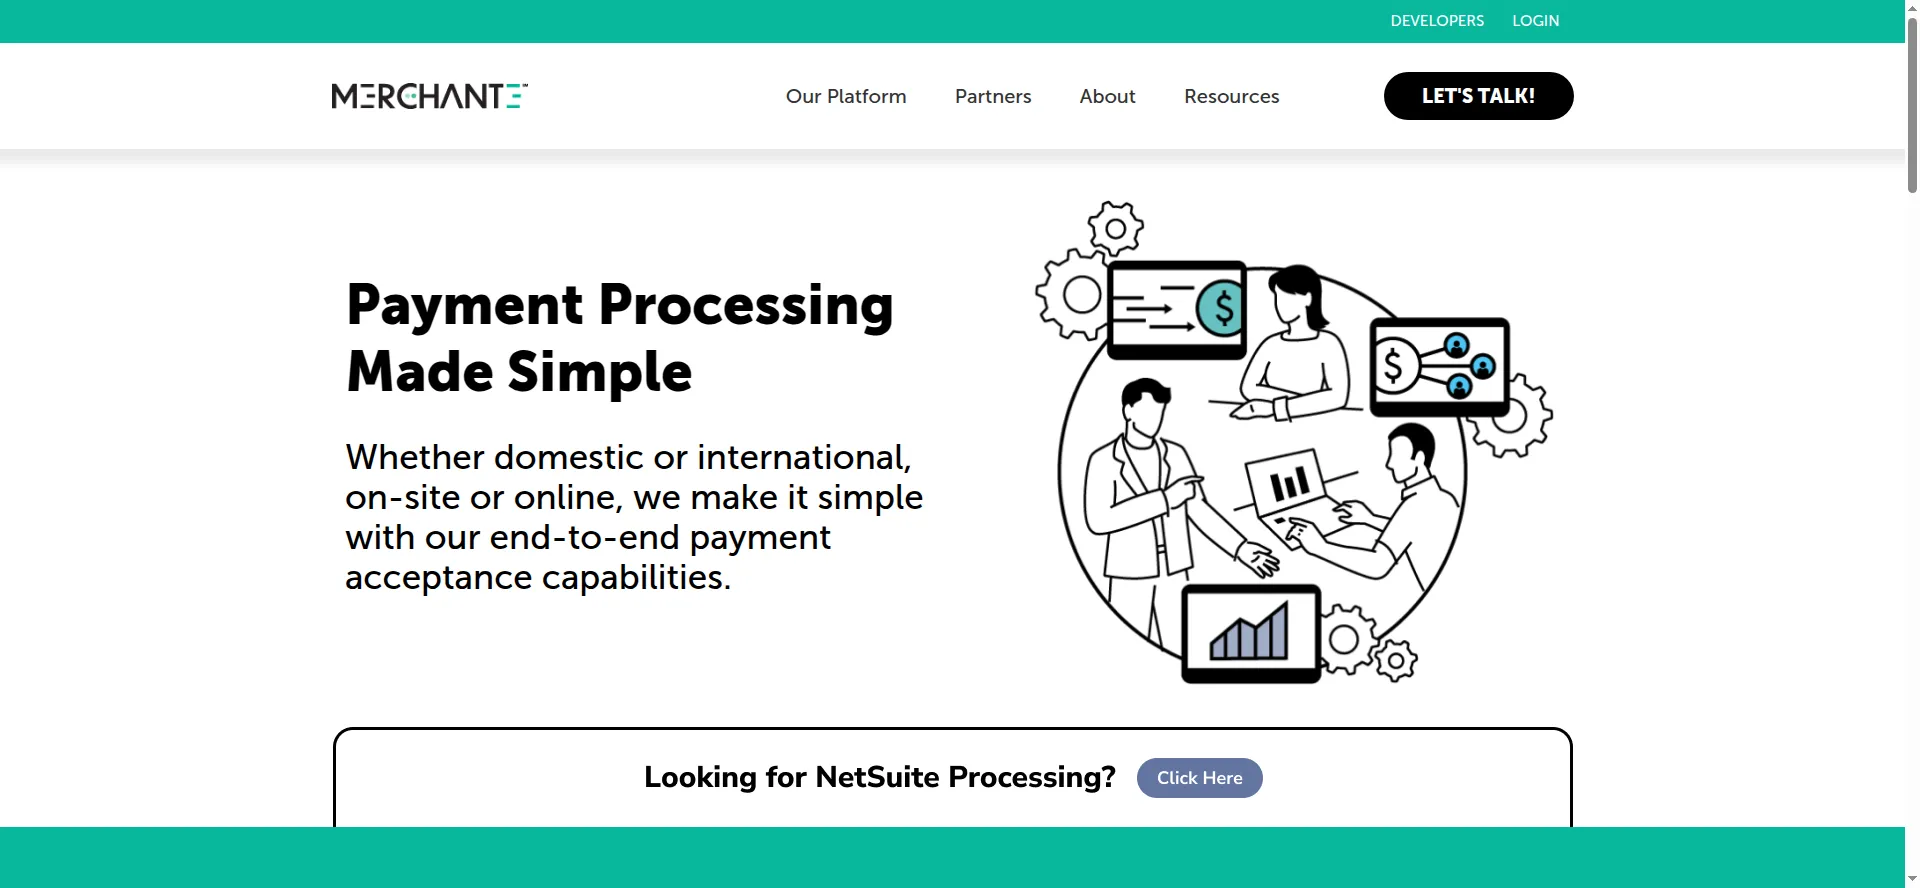 DEVELOPERS LOGIN
MERCHANTE℠
Our Platform Partners About Resources LET'S TALK!
Payment Processing
Made Simple
Whether domestic or international,
on-site or online, we make it simple
with our end-to-end payment
acceptance capabilities.
$
$
Looking for NetSuite Processing? Click Here